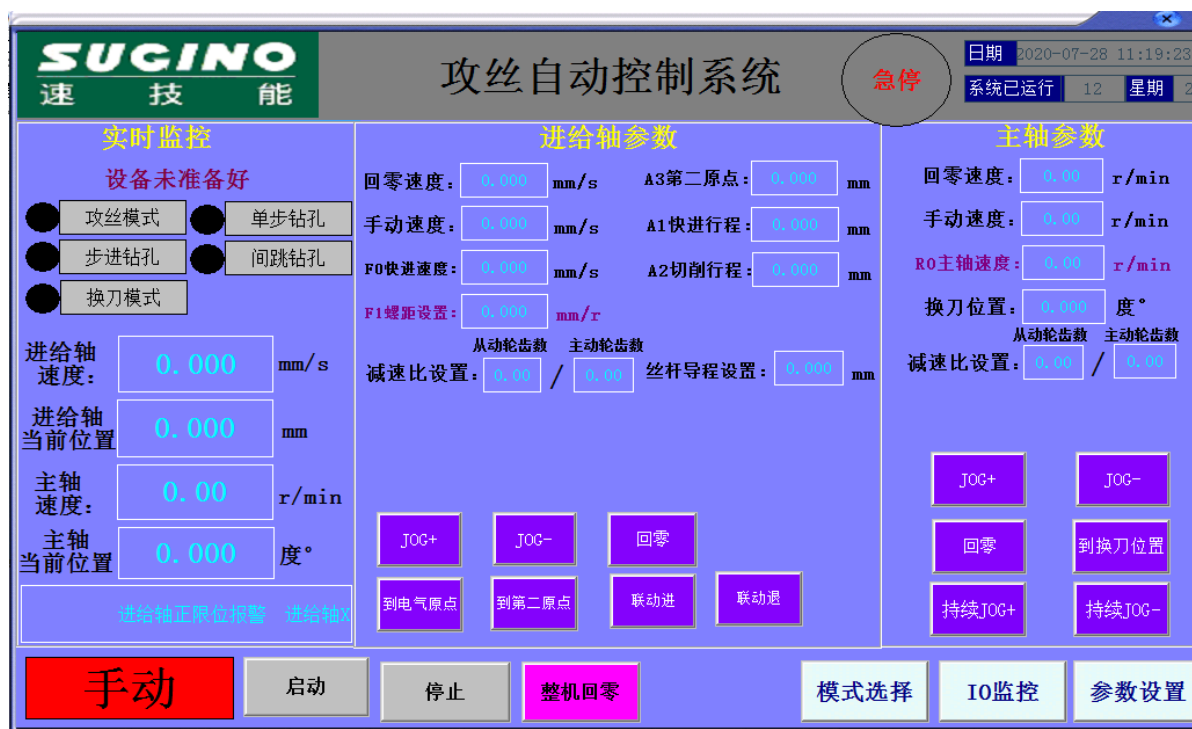 SUGINO
速 技 能
攻丝自动控制系统
急停
日期 2020-07-28 11:19:23
系统已运行 12 星期 2
实时监控
设备未准备好
攻丝模式 单步钻孔
步进钻孔 间跳钻孔
换刀模式
进给轴
速度： 0.000 mm/s
进给轴
当前位置 0.000 mm
主轴
速度： 0.00 r/min
主轴
当前位置 0.000 度°
进给轴正限位报警 进给轴X
进给轴参数
回零速度： 0.000 mm/s A3第二原点： 0.000 mm
手动速度： 0.000 mm/s A1快进行程： 0.000 mm
F0快进速度： 0.000 mm/s A2切削行程： 0.000 mm
F1螺距设置： 0.000 mm/r
从动轮齿数 主动轮齿数
减速比设置： 0.00 / 0.00 丝杆导程设置： 0.000 mm
JOG+ JOG- 回零
到电气原点 到第二原点 联动进 联动退
主轴参数
回零速度： 0.00 r/min
手动速度： 0.00 r/min
R0主轴速度： 0.00 r/min
换刀位置： 0.000 度°
从动轮齿数 主动轮齿数
减速比设置： 0.00 / 0.00
JOG+ JOG-
回零 到换刀位置
持续JOG+ 持续JOG-
手动 启动 停止 整机回零 模式选择 IO监控 参数设置